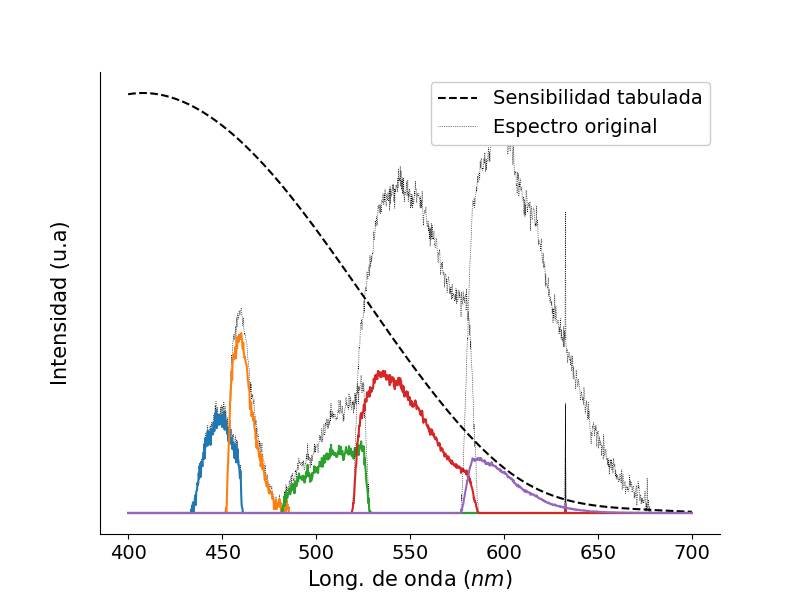 Sensibilidad tabulada
Espectro original
Intensidad (u.a)
400 450 500 550 600 650 700
Long. de onda (nm)